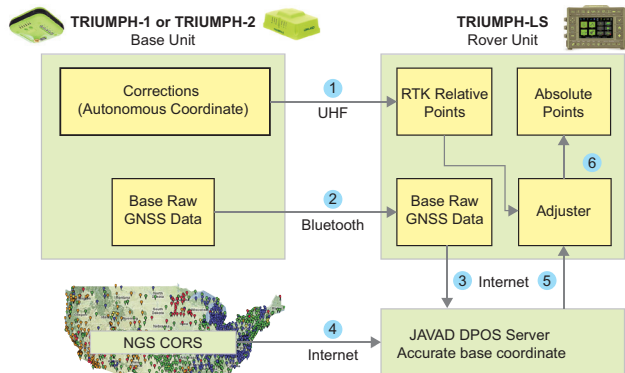 TRIUMPH-1 or TRIUMPH-2
Base Unit
TRIUMPH-LS
Rover Unit
Corrections
(Autonomous Coordinate)
1
UHF
RTK Relative
Points
Absolute
Points
6
Base Raw
GNSS Data
2
Bluetooth
Base Raw
GNSS Data
Adjuster
3 Internet 5
NGS CORS
4
Internet
JAVAD DPOS Server
Accurate base coordinate